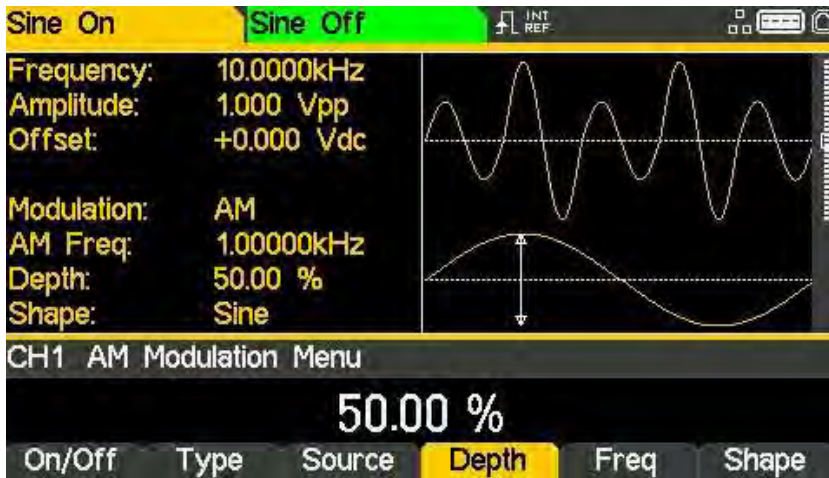 Sine On Sine Off INT REF
Frequency: 10.0000kHz
Amplitude: 1.000 Vpp
Offset: +0.000 Vdc
Modulation: AM
AM Freq: 1.00000kHz
Depth: 50.00 %
Shape: Sine
CH1 AM Modulation Menu
50.00 %
On/Off Type Source Depth Freq Shape